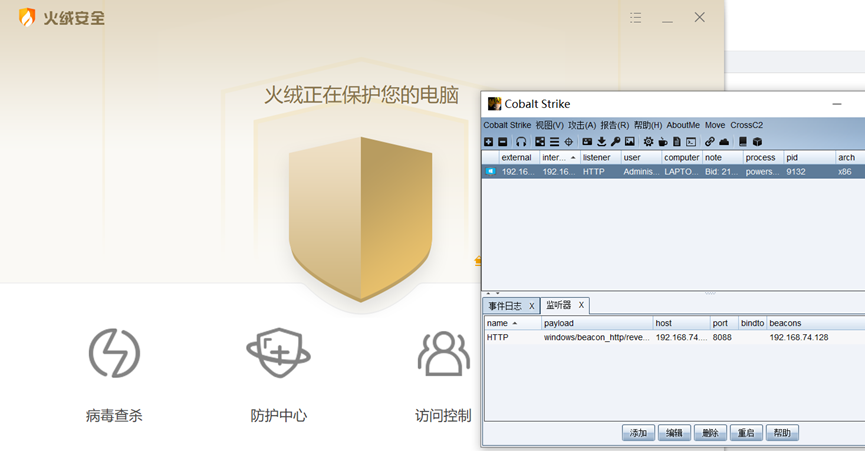 火绒安全
火绒正在保护您的电脑
病毒查杀
防护中心
访问控制
Cobalt Strike
Cobalt Strike 视图(V) 攻击(A) 报告(R) 帮助(H) AboutMe Move CrossC2
external inter... listener user computer note process pid arch
192.16... 192.16... HTTP Adminis... LAPTO... Bid: 21... powers... 9132 x86
事件日志 X 监听器 X
name payload host port bindto beacons
HTTP windows/beacon_http/reve... 192.168.74.... 8088 192.168.74.128
添加 编辑 删除 重启 帮助